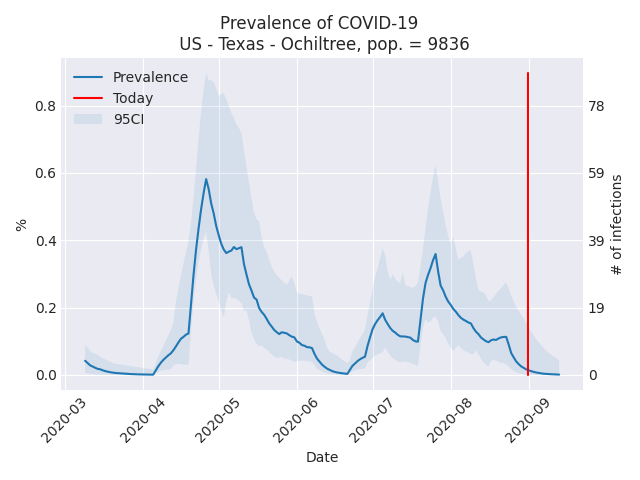 Prevalence of COVID-19
US - Texas - Ochiltree, pop. = 9836
Prevalence
Today
95CI
%
0.8
0.6
0.4
0.2
0.0
78
59
39
19
0
# of infections
2020-03
2020-04
2020-05
2020-06
2020-07
2020-08
2020-09
Date